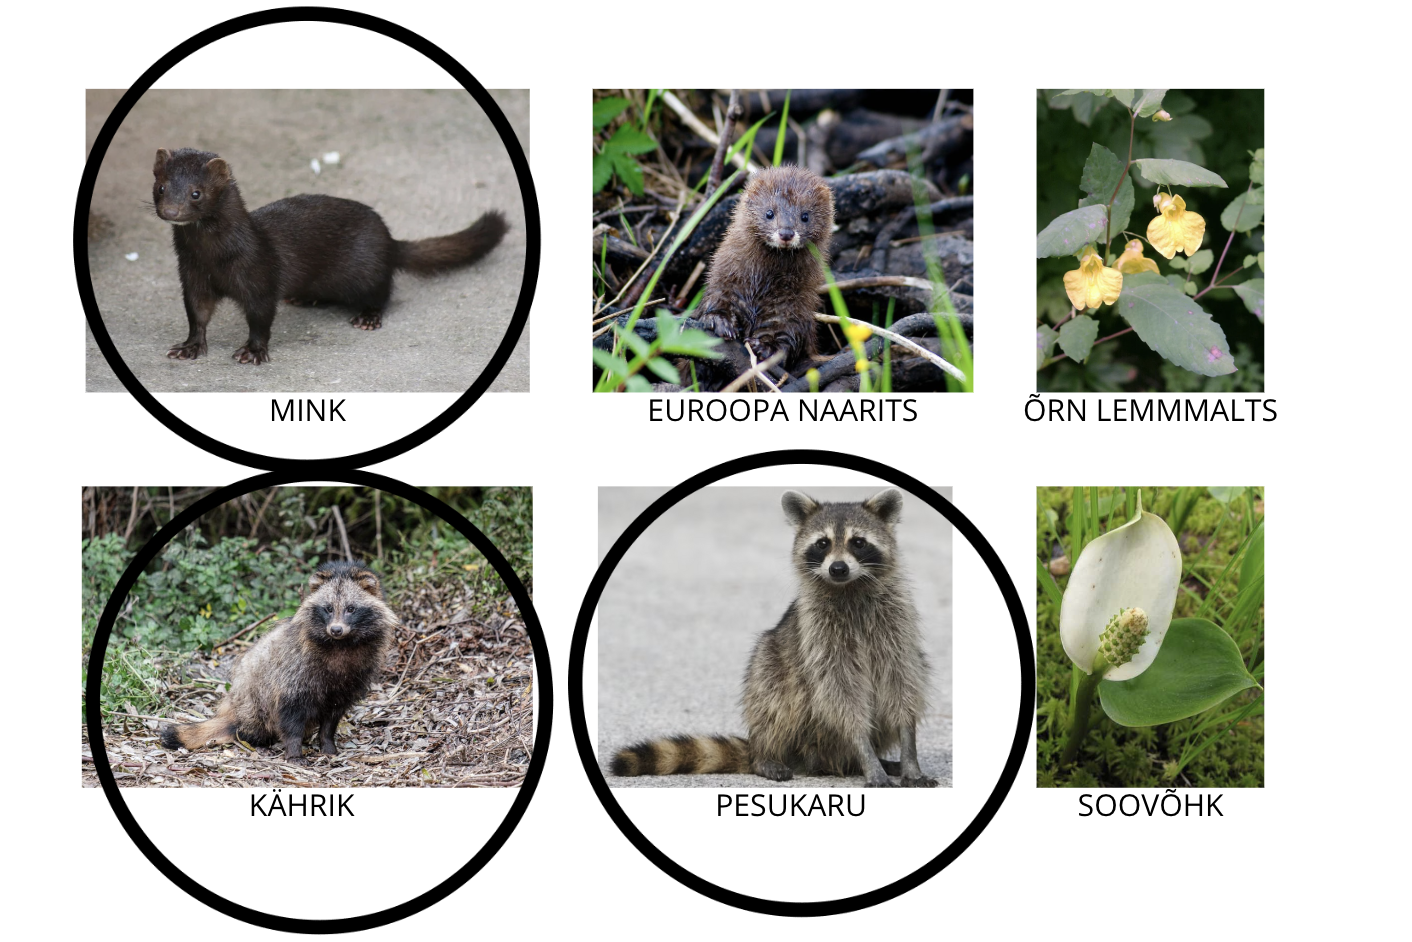 MINK
EUROOPA NAARITS
ÕRN LEMMMALTS
KÄHRIK
PESUKARU
SOOVÕHK